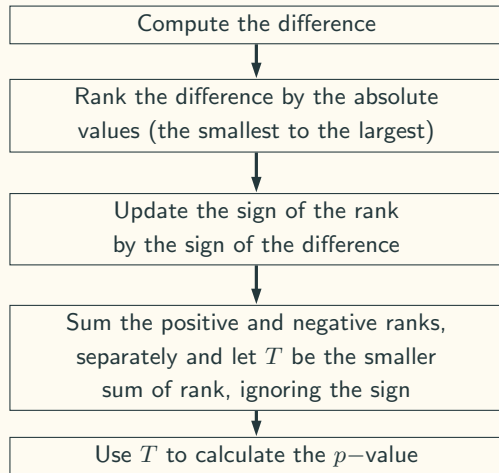 Compute the difference
Rank the difference by the absolute
values (the smallest to the largest)
Update the sign of the rank
by the sign of the difference
Sum the positive and negative ranks,
separately and let T be the smaller
sum of rank, ignoring the sign
Use T to calculate the p−value